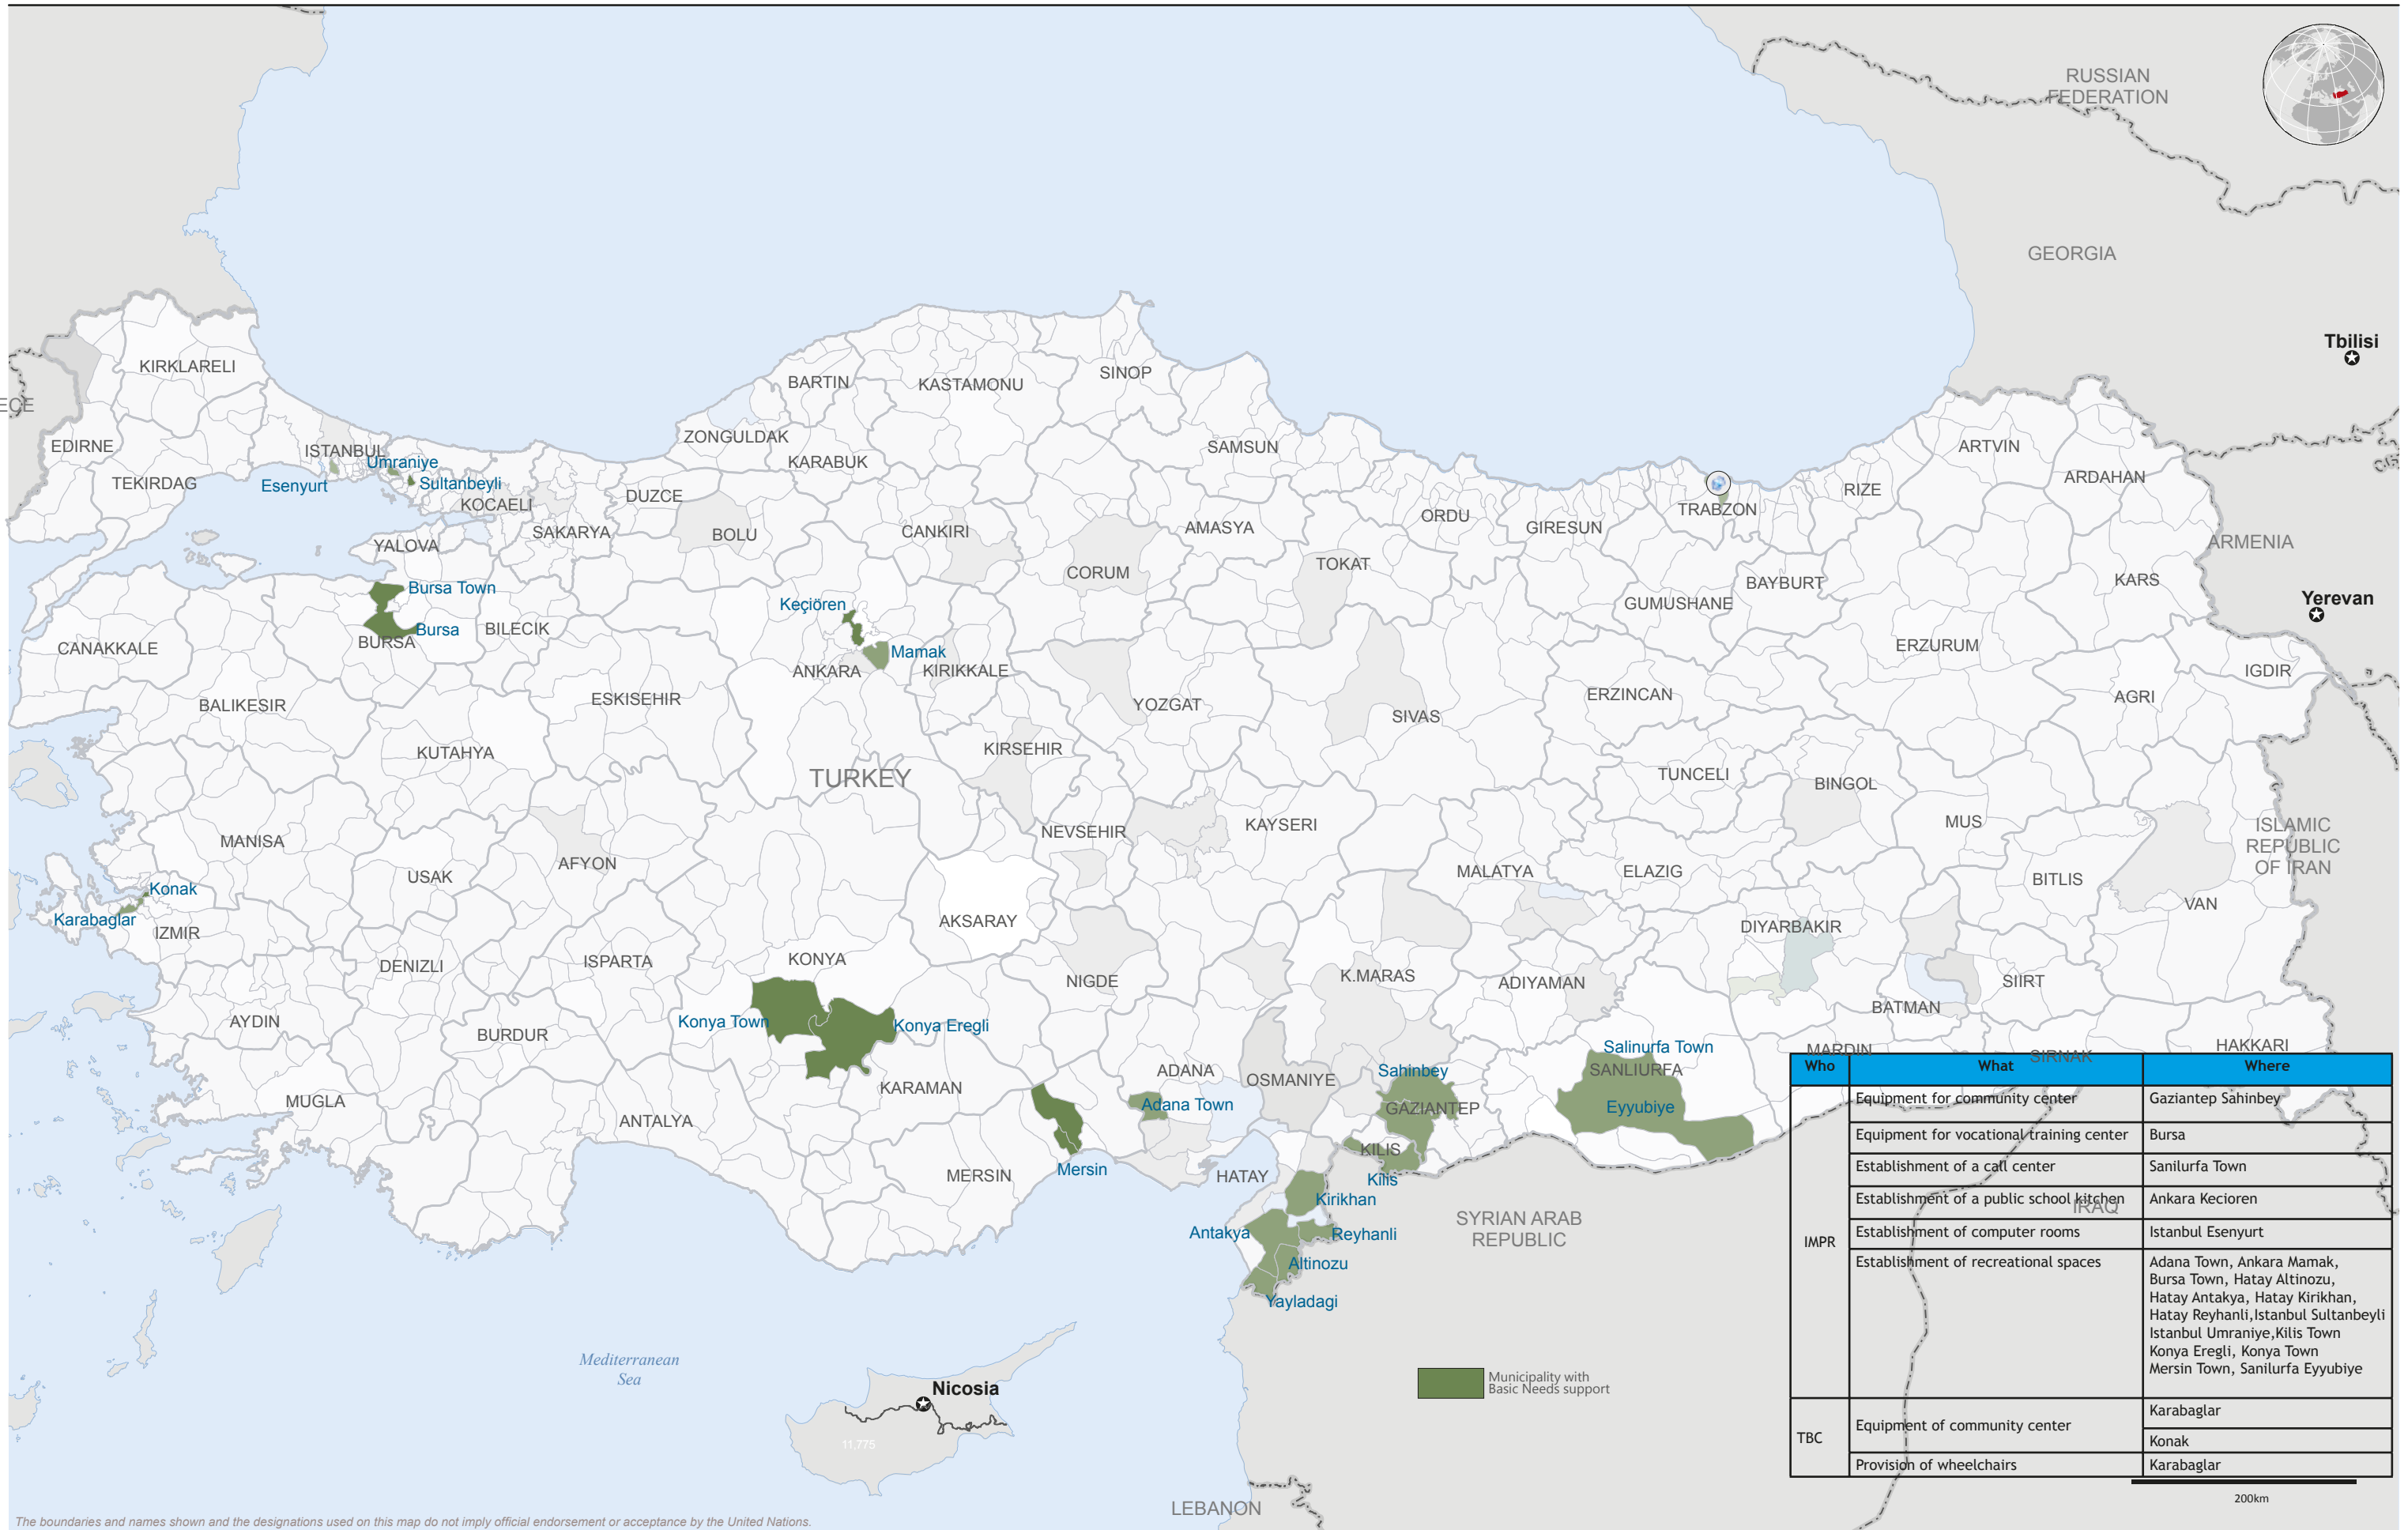 RUSSIAN
FEDERATION
GEORGIA
Tbilisi
KIRKLARELI
BARTIN
KASTAMONU
SINOP
ECE
EDIRNE
ISTANBUL
Umraniye
ZONGULDAK
KARABUK
SAMSUN
ARTVIN
TEKIRDAG
Esenyurt
Sultanbeyli
KOCAELI
DUZCE
ARDAHAN
RIZE
TRABZON
SAKARYA
BOLU
CANKIRI
AMASYA
ORDU
GIRESUN
YALOVA
CORUM
TOKAT
ARMENIA
BAYBURT
KARS
Bursa Town
Keçiören
GUMUSHANE
Yerevan
Bursa
BILECIK
BURSA
CANAKKALE
Mamak
ANKARA
KIRIKKALE
ERZURUM
IGDIR
BALIKESIR
ESKISEHIR
YOZGAT
SIVAS
ERZINCAN
AGRI
KUTAHYA
KIRSEHIR
TURKEY
TUNCELI
BINGOL
MANISA
NEVSEHIR
KAYSERI
MUS
ISLAMIC
REPUBLIC
OF IRAN
AFYON
USAK
MALATYA
ELAZIG
BITLIS
Konak
Karabaglar
IZMIR
AKSARAY
DIYARBAKIR
VAN
DENIZLI
ISPARTA
KONYA
NIGDE
K.MARAS
ADIYAMAN
SIIRT
BATMAN
AYDIN
BURDUR
Konya Town
Konya Eregli
MARDIN
SIRNAK
HAKKARI
Salinurfa Town
SANLIURFA
Sahinbey
ADANA
OSMANIYE
KARAMAN
MUGLA
ANTALYA
Adana Town
GAZIANTEP
Eyyubiye
KILIS
MERSIN
Mersin
HATAY
Kilis
Kirikhan
IRAQ
Antakya
Reyhanli
SYRIAN ARAB
REPUBLIC
Altinozu
Yayladagi
Mediterranean
Sea
Nicosia
11,775
LEBANON
Municipality with
Basic Needs support
Who What Where
IMPR
Equipment for community center Gaziantep Sahinbey
Equipment for vocational training center Bursa
Establishment of a call center Sanilurfa Town
Establishment of a public school kitchen Ankara Kecioren
Establishment of computer rooms Istanbul Esenyurt
Establishment of recreational spaces Adana Town, Ankara Mamak,
Bursa Town, Hatay Altinozu,
Hatay Antakya, Hatay Kirikhan,
Hatay Reyhanli,Istanbul Sultanbeyli
Istanbul Umraniye,Kilis Town
Konya Eregli, Konya Town
Mersin Town, Sanilurfa Eyyubiye
TBC
Equipment of community center Karabaglar
Konak
Provision of wheelchairs Karabaglar
200km
The boundaries and names shown and the designations used on this map do not imply official endorsement or acceptance by the United Nations.